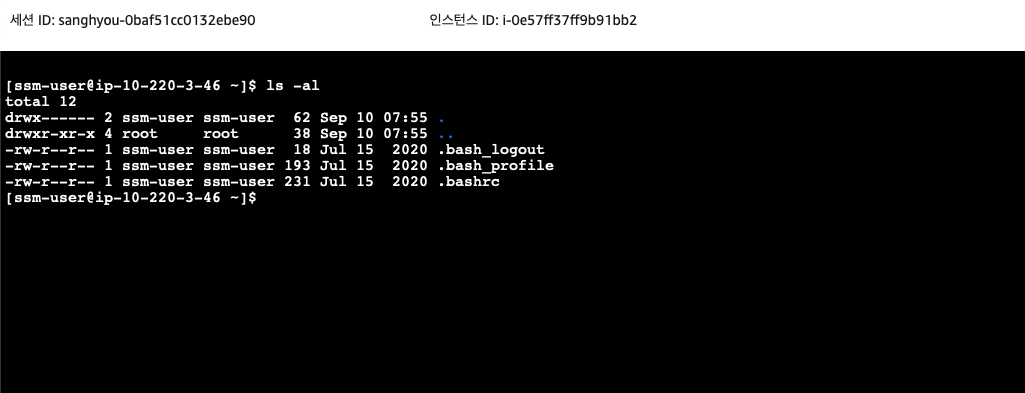 세션 ID: sanghyou-0baf51cc0132ebe90 인스턴스 ID: i-0e57ff37ff9b91bb2
[ssm-user@ip-10-220-3-46 ~]$ ls -al
total 12
drwx------ 2 ssm-user ssm-user  62 Sep 10 07:55 .
drwxr-xr-x 4 root     root      38 Sep 10 07:55 ..
-rw-r--r-- 1 ssm-user ssm-user  18 Jul 15  2020 .bash_logout
-rw-r--r-- 1 ssm-user ssm-user 193 Jul 15  2020 .bash_profile
-rw-r--r-- 1 ssm-user ssm-user 231 Jul 15  2020 .bashrc
[ssm-user@ip-10-220-3-46 ~]$